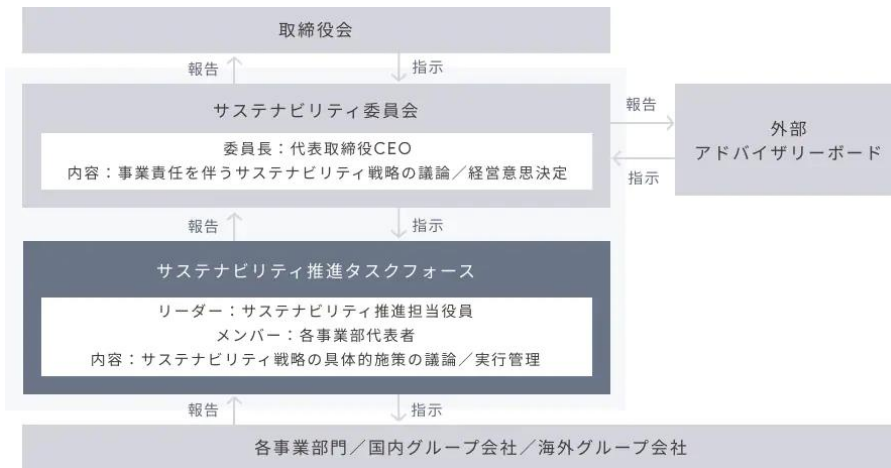 取締役会
報告
指示
サステナビリティ委員会
委員長：代表取締役CEO
内容：事業責任を伴うサステナビリティ戦略の議論／経営意思決定
報告
指示
外部
アドバイザリーボード
報告
指示
サステナビリティ推進タスクフォース
リーダー：サステナビリティ推進担当役員
メンバー：各事業部代表者
内容：サステナビリティ戦略の具体的施策の議論／実行管理
報告
指示
各事業部門／国内グループ会社／海外グループ会社